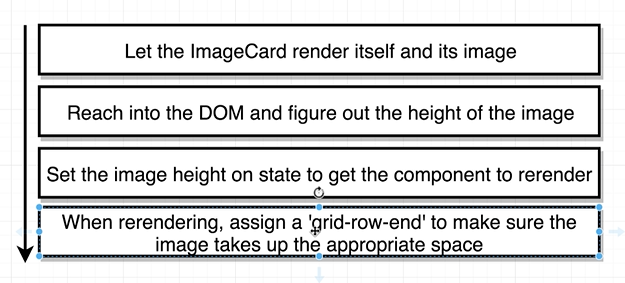 Let the ImageCard render itself and its image
Reach into the DOM and figure out the height of the image
Set the image height on state to get the component to rerender
When rerendering, assign a 'grid-row-end' to make sure the
image takes up the appropriate space